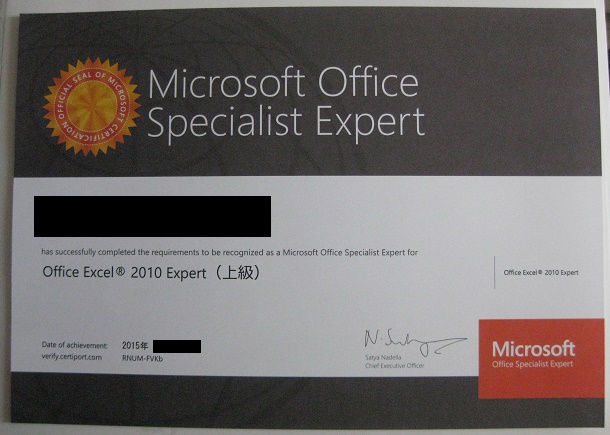 OFFICIAL SEAL OF MICROSOFT CERTIFICATION
Microsoft Office
Specialist Expert
has successfully completed the requirements to be recognized as a Microsoft Office Specialist Expert for
Office Excel® 2010 Expert（上級）
Office Excel® 2010 Expert
Date of achievement: 2015年
verify.certiport.com RNUM-FVKb
Satya Nadella
Chief Executive Officer
Microsoft
Office Specialist Expert